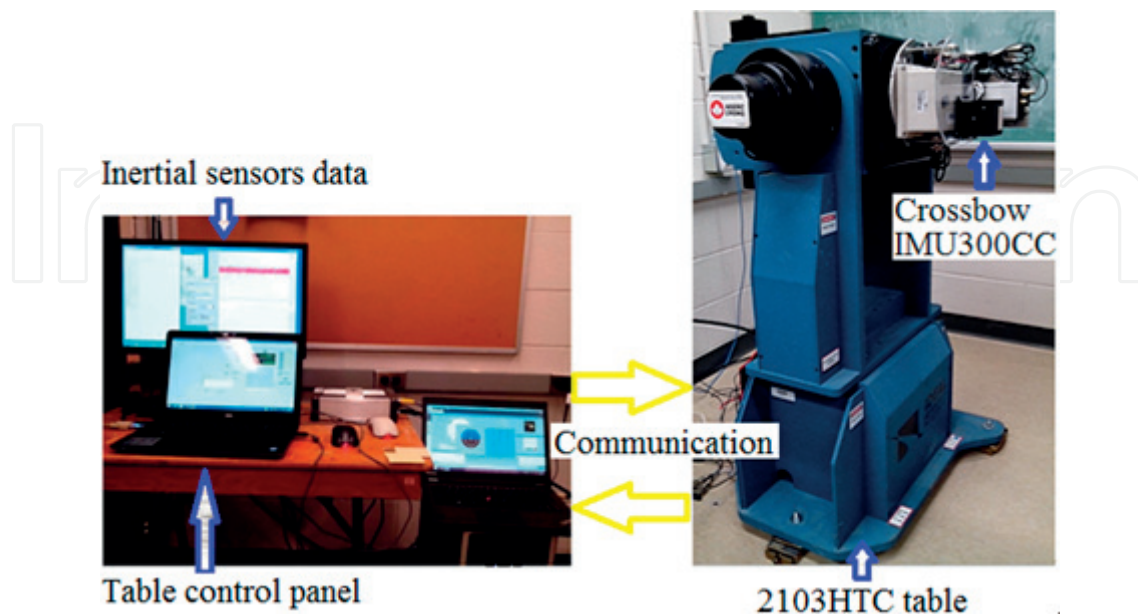 Inertial sensors data
Crossbow
IMU300CC
Communication
Table control panel
2103HTC table